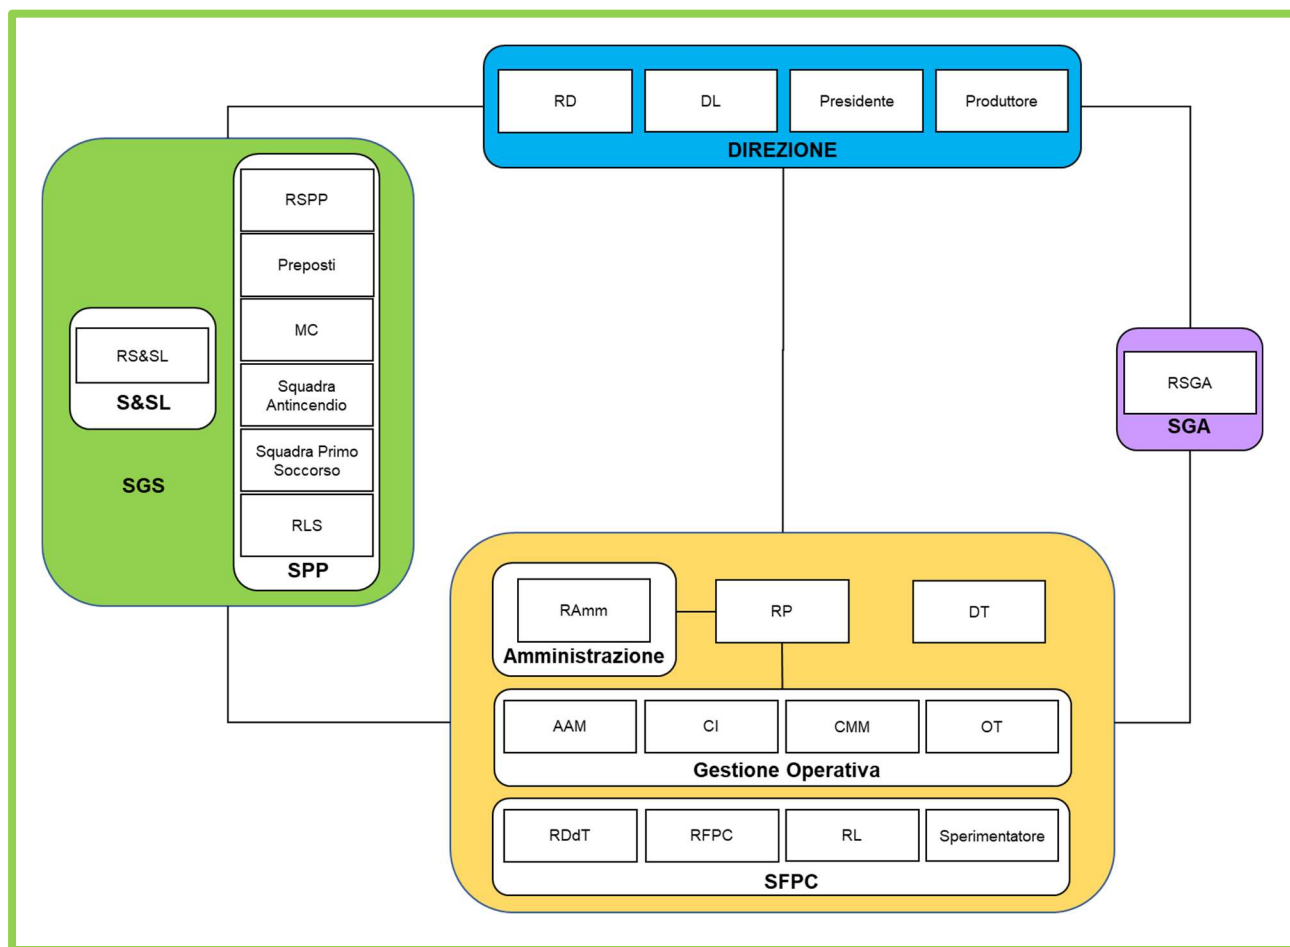 RD
DL
Presidente
Produttore
DIREZIONE
RSPP
Preposti
MC
Squadra
Antincendio
Squadra Primo
Soccorso
RLS
SPP
RS&SL
S&SL
SGS
RSGA
SGA
RAmm
Amministrazione
RP
DT
AAM
CI
CMM
OT
Gestione Operativa
RDdT
RFPC
RL
Sperimentatore
SFPC